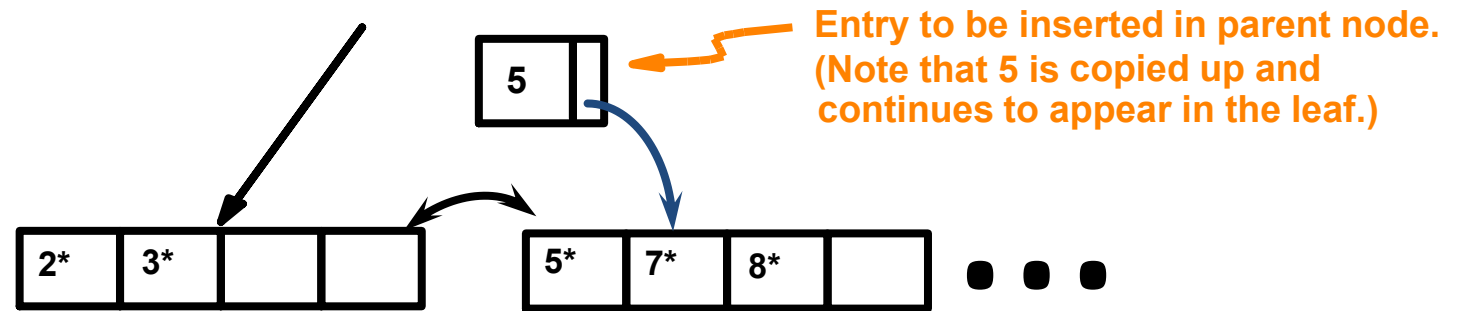 Entry to be inserted in parent node.
5
(Note that 5 is copied up and
continues to appear in the leaf.)
2* 3* 5* 7* 8*